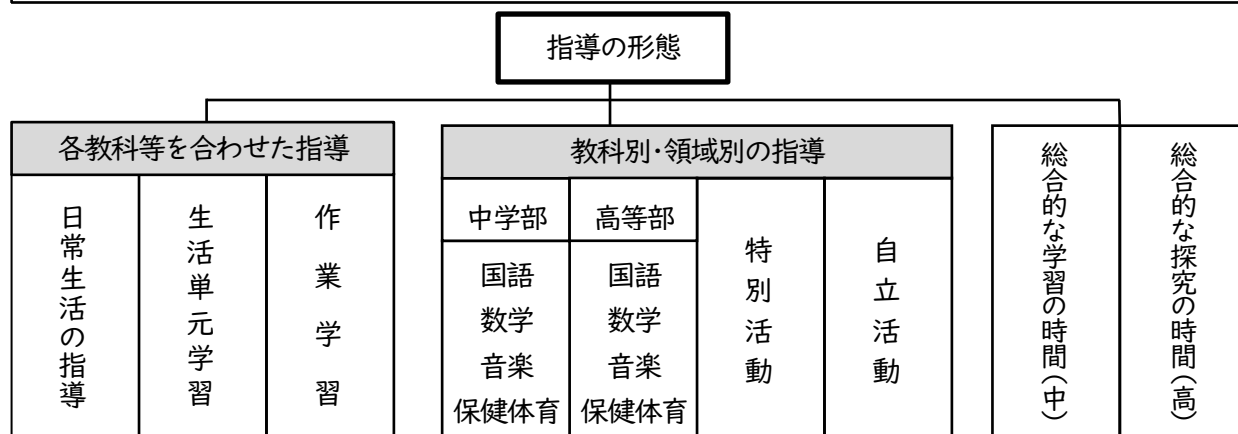 指導の形態
各教科等を合わせた指導
日常生活の指導
生活単元学習
作業学習
教科別・領域別の指導
中学部
国語
数学
音楽
保健体育
高等部
国語
数学
音楽
保健体育
特別活動
自立活動
総合的な学習の時間(中)
総合的な探究の時間(高)